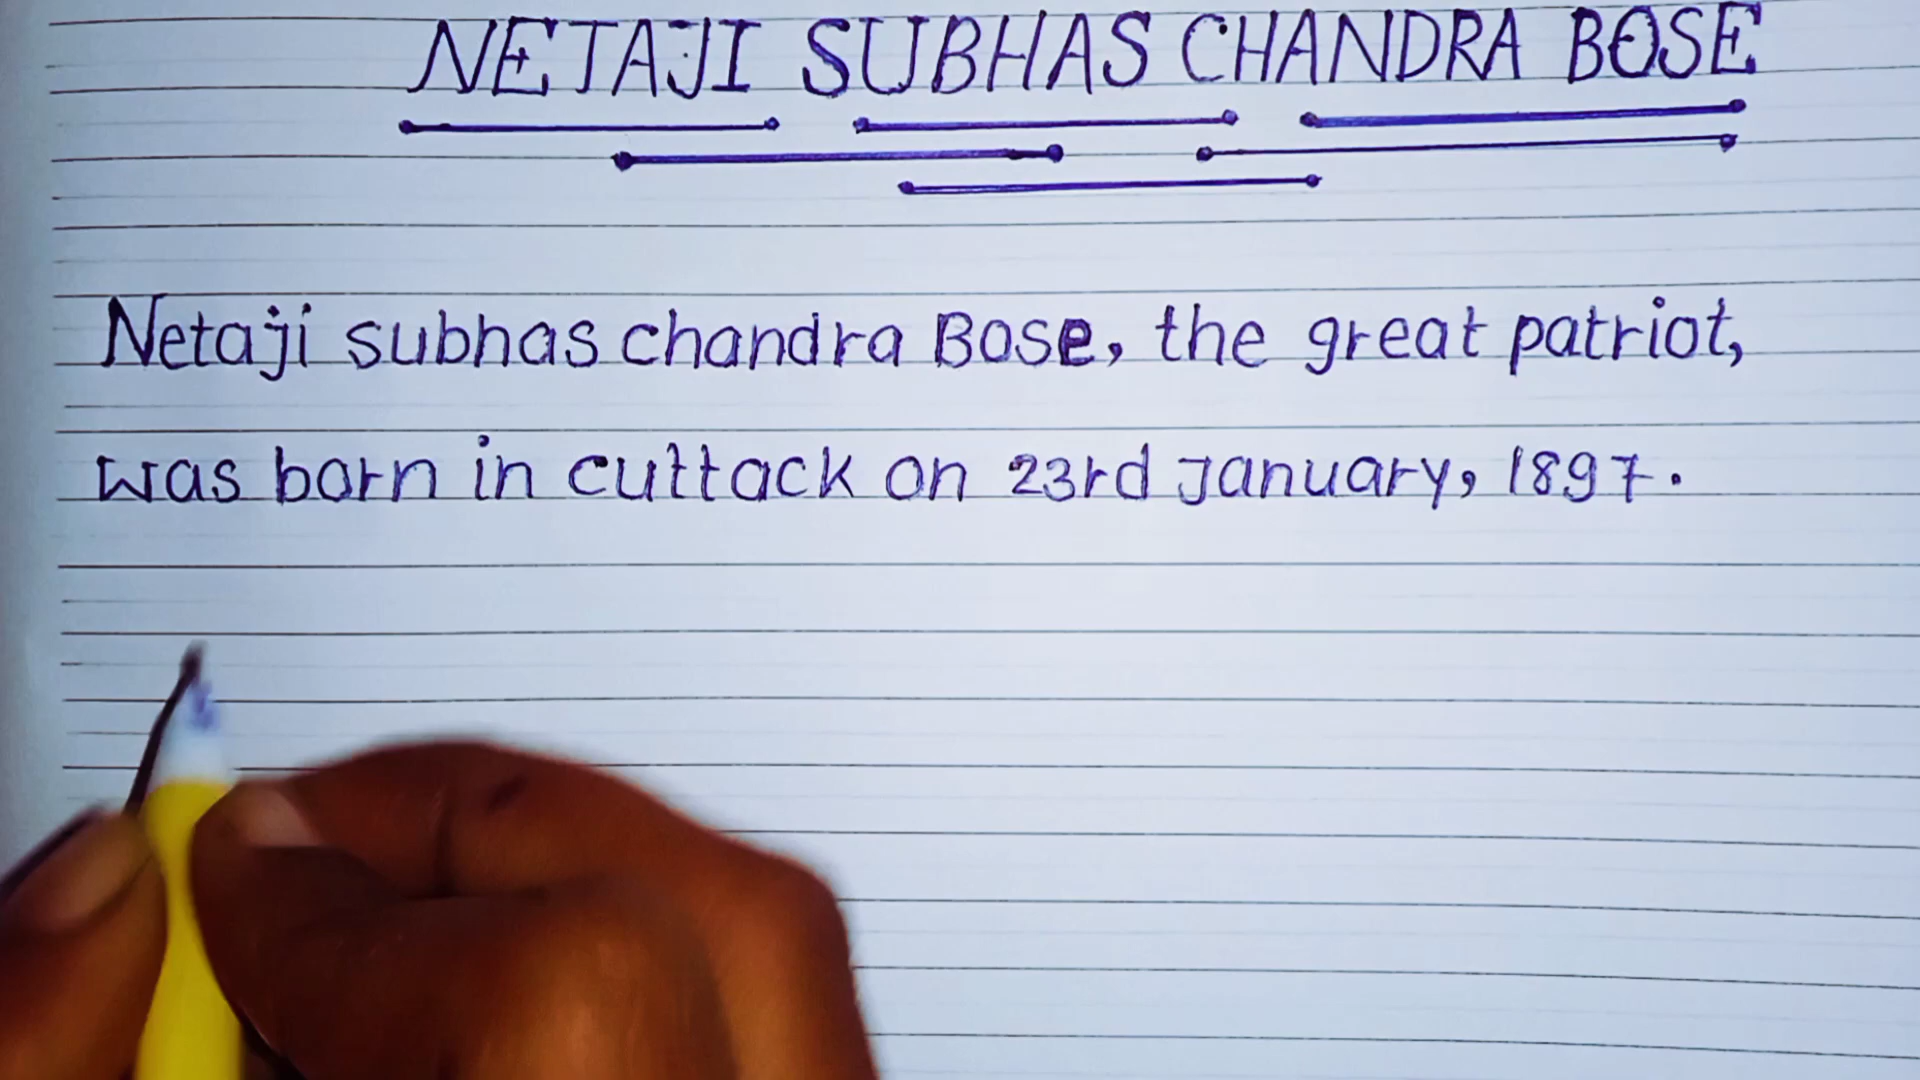 NETAJI SUBHAS CHANDRA BOSE
Netaji subhas chandra Bose, the great patriot,
was born in cuttack on 23rd January, 1897.